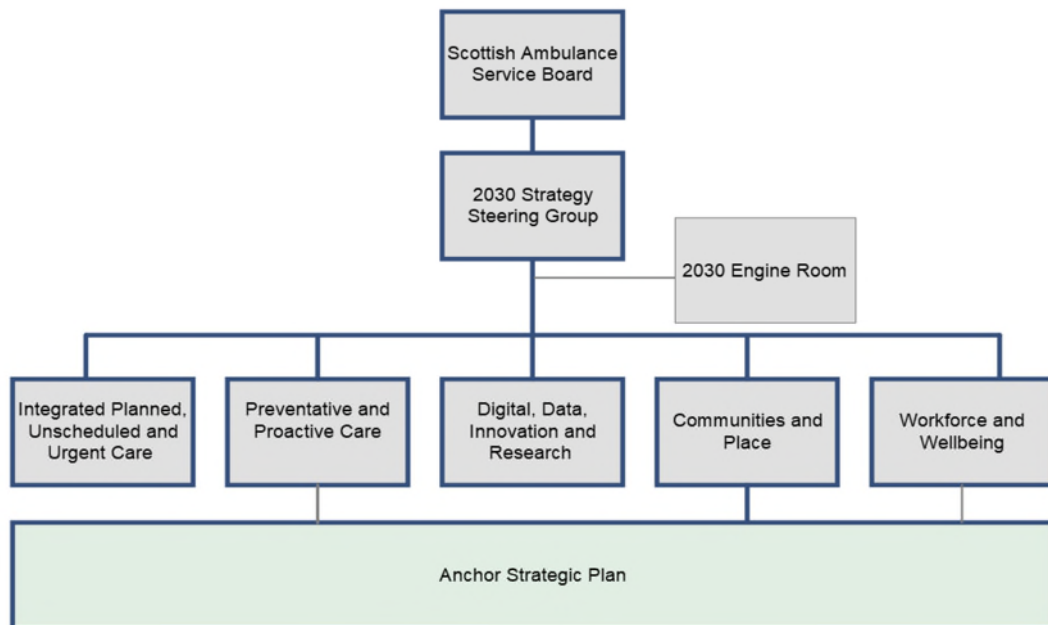 Scottish Ambulance
Service Board
2030 Strategy
Steering Group
2030 Engine Room
Integrated Planned,
Unscheduled and
Urgent Care
Preventative and
Proactive Care
Digital, Data,
Innovation and
Research
Communities and
Place
Workforce and
Wellbeing
Anchor Strategic Plan